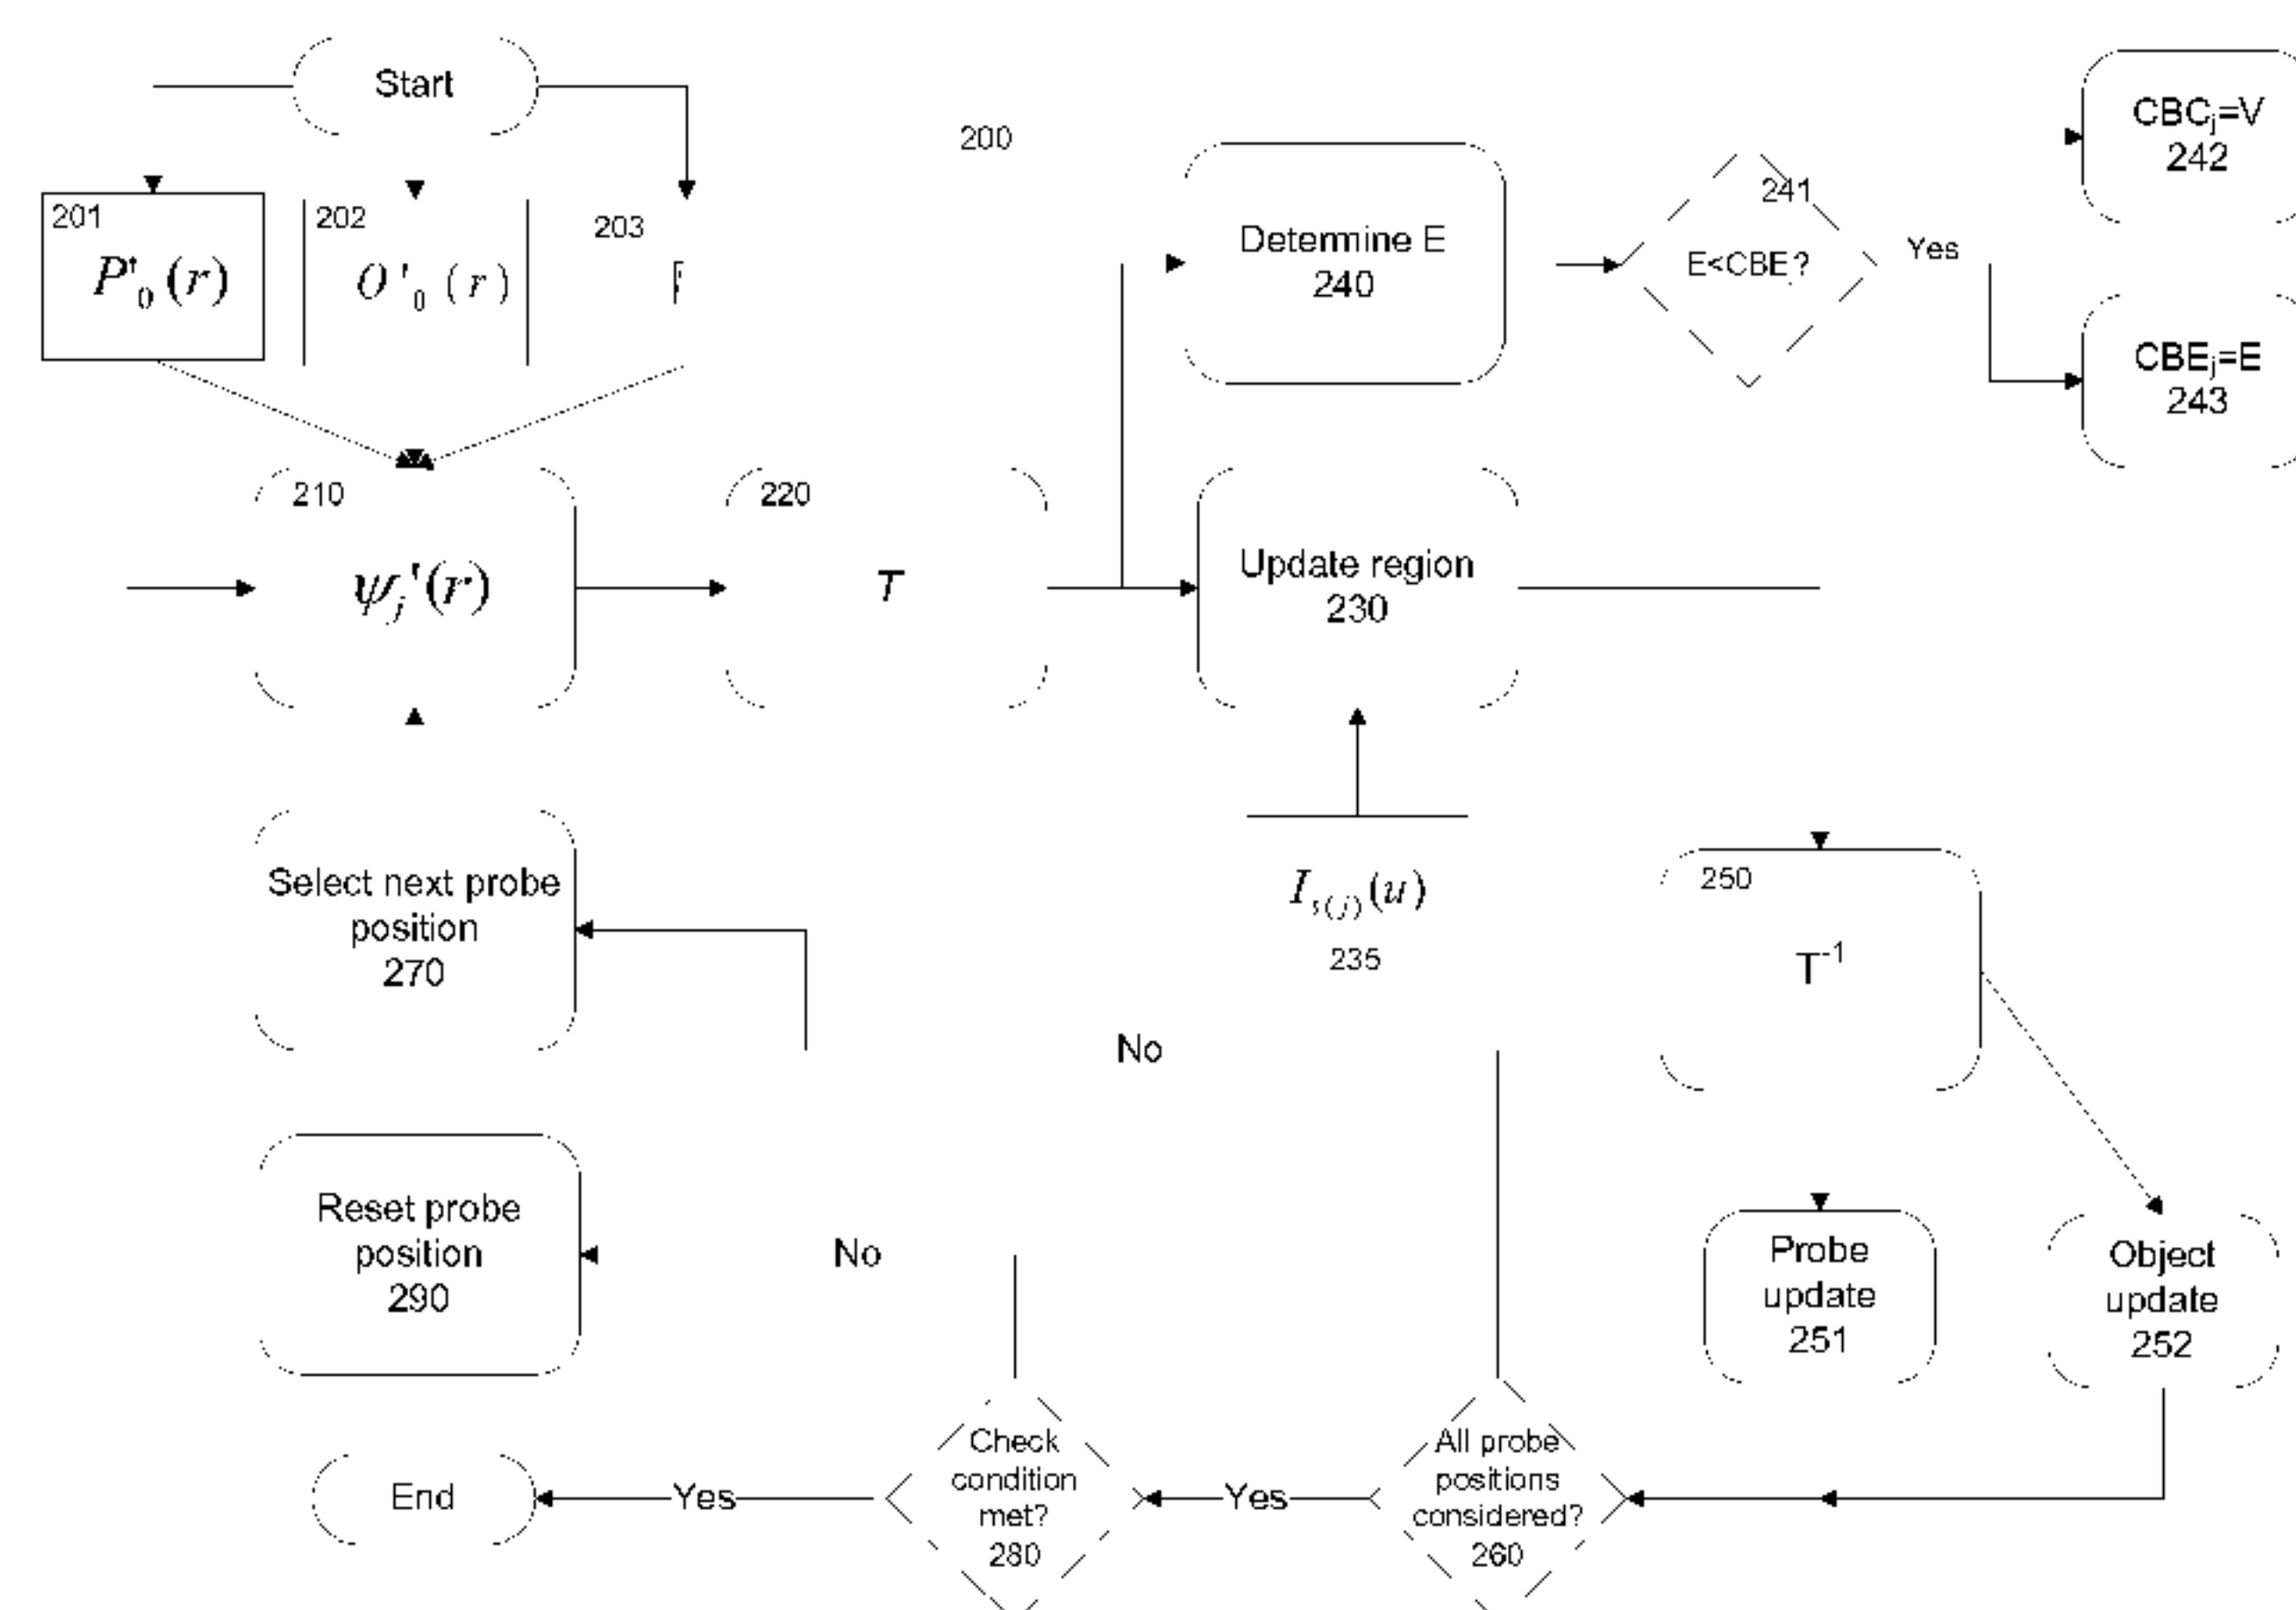 Start
200
CBCj=V
242
201
P'0(r)
202
O'0(r)
203
Determine E
240
241
E<CBE?
Yes
CBEj=E
243
210
ψj'(r)
220
T
Update region
230
Select next probe
position
270
Is(j)(u)
235
250
T-1
No
Reset probe
position
290
No
Probe
update
251
Object
update
252
End
Yes
Check
condition
met?
280
Yes
All probe
positions
considered?
260